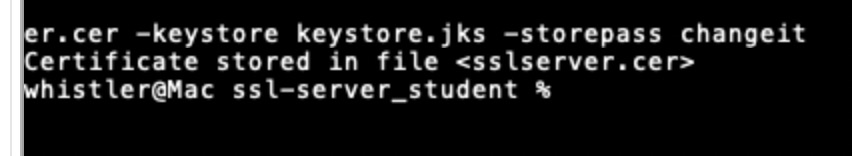 er.cer -keystore keystore.jks -storepass changeit
Certificate stored in file <sslserver.cer>
whistler@Mac ssl-server_student %